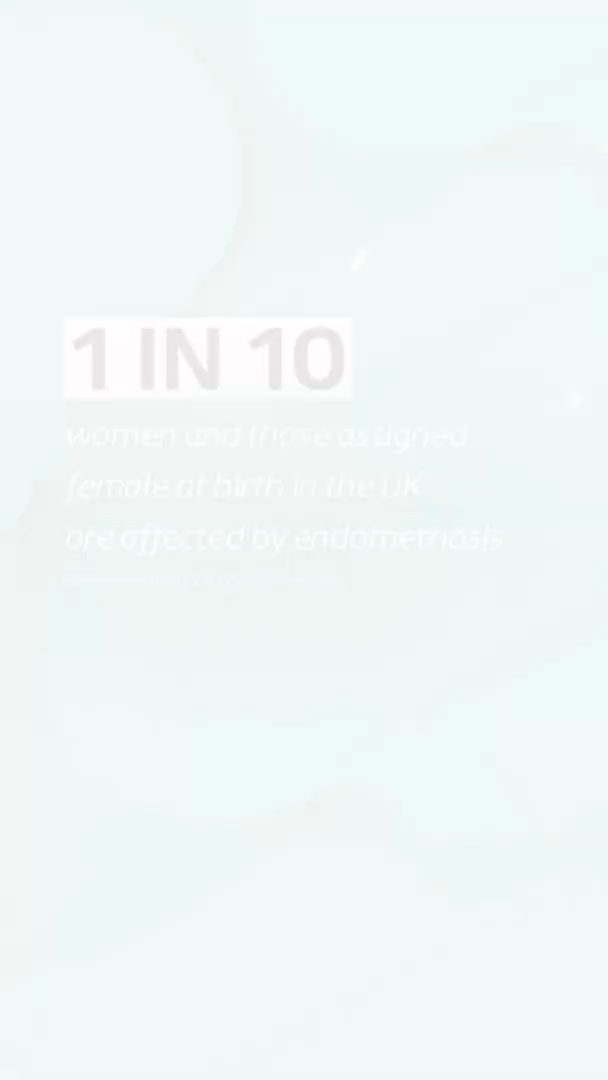 1 IN 10
women and those assigned
female at birth in the UK
are affected by endometriosis